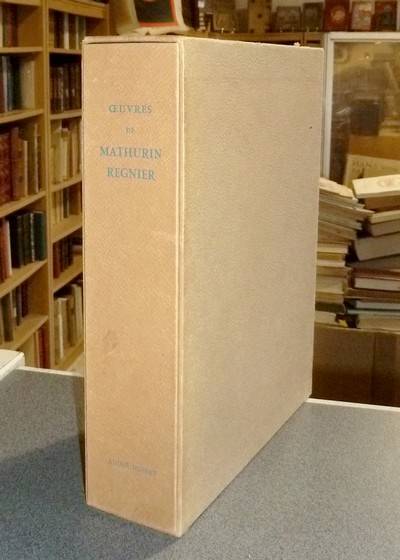 ŒUVRES
DE
MATHURIN
REGNIER